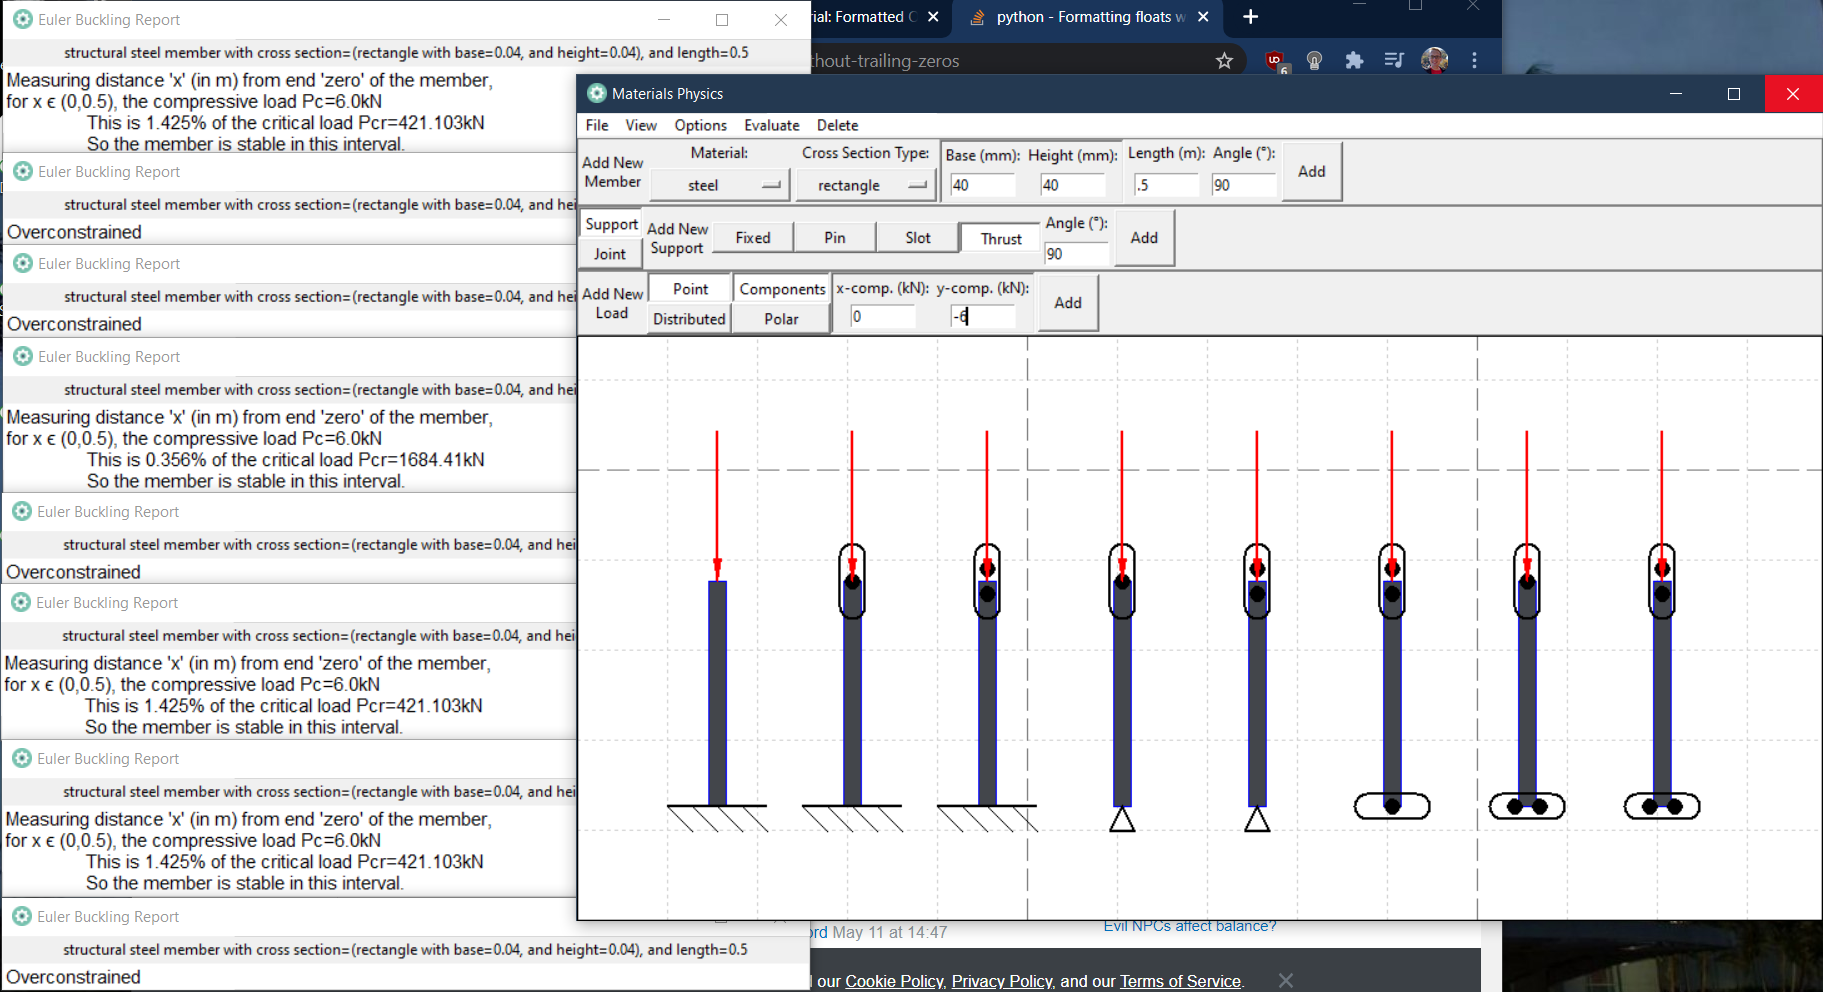 Euler Buckling Report
structural steel member with cross section=(rectangle with base=0.04, and height=0.04), and length=0.5
Measuring distance 'x' (in m) from end 'zero' of the member,
for x ϵ (0,0.5), the compressive load Pc=6.0kN
This is 1.425% of the critical load Pcr=421.103kN
So the member is stable in this interval.
Euler Buckling Report
structural steel member with cross section=(rectangle with base=0.04, and hei
Overconstrained
Euler Buckling Report
structural steel member with cross section=(rectangle with base=0.04, and hei
Overconstrained
Euler Buckling Report
structural steel member with cross section=(rectangle with base=0.04, and hei
Measuring distance 'x' (in m) from end 'zero' of the member,
for x ϵ (0,0.5), the compressive load Pc=6.0kN
This is 0.356% of the critical load Pcr=1684.41kN
So the member is stable in this interval.
Euler Buckling Report
structural steel member with cross section=(rectangle with base=0.04, and hei
Overconstrained
Euler Buckling Report
structural steel member with cross section=(rectangle with base=0.04, and hei
Measuring distance 'x' (in m) from end 'zero' of the member,
for x ϵ (0,0.5), the compressive load Pc=6.0kN
This is 1.425% of the critical load Pcr=421.103kN
So the member is stable in this interval.
Euler Buckling Report
structural steel member with cross section=(rectangle with base=0.04, and hei
Measuring distance 'x' (in m) from end 'zero' of the member,
for x ϵ (0,0.5), the compressive load Pc=6.0kN
This is 1.425% of the critical load Pcr=421.103kN
So the member is stable in this interval.
Euler Buckling Report
structural steel member with cross section=(rectangle with base=0.04, and height=0.04), and length=0.5
Overconstrained
ial: Formatted python - Formatting floats w
hout-trailing-zeros
6
Materials Physics
File View Options Evaluate Delete
Add New Member
Material: Cross Section Type: Base (mm): Height (mm): Length (m): Angle (°):
steel rectangle 40 40 .5 90 Add
Support Joint
Add New Support
Fixed Pin Slot Thrust
Angle (°):
90
Add
Add New Load
Point Components x-comp. (kN): y-comp. (kN):
Distributed Polar 0 -6 Add
ord May 11 at 14:47
Evil NPCs affect balance?
our Cookie Policy, Privacy Policy, and our Terms of Service.